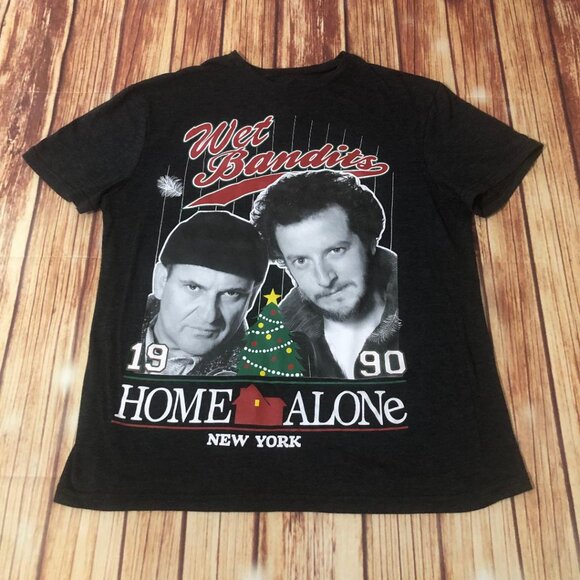 Wet
Bandits
19 90
HOME ALONe
NEW YORK